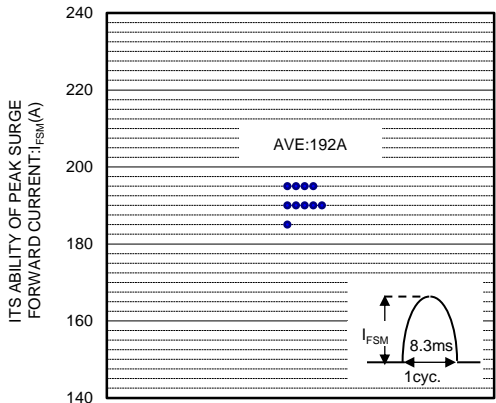 ITS ABILITY OF PEAK SURGE
FORWARD CURRENT:IFSM(A)
240
220
200
180
160
140
AVE:192A
IFSM
8.3ms
1cyc.